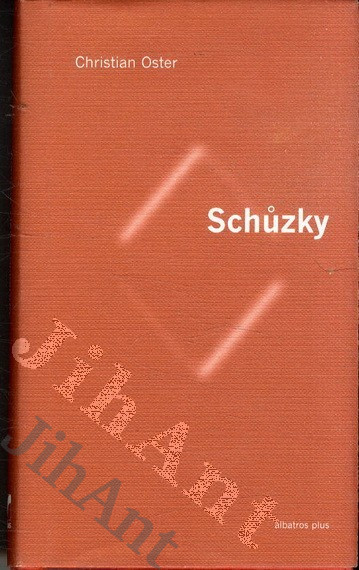 Christian Oster
Schůzky
JihAnt
JihAnt
albatros plus